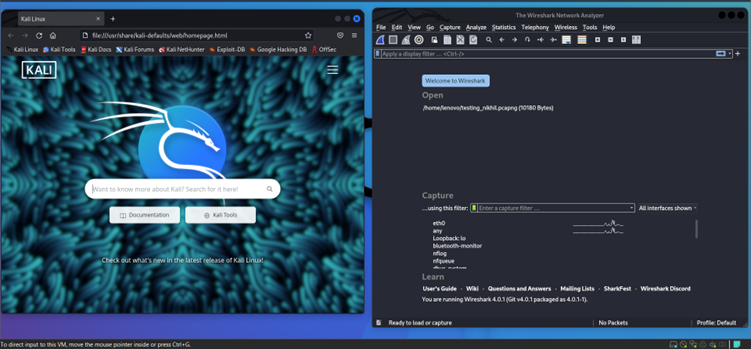 Kali Linux
file:///usr/share/kali-defaults/web/homepage.html
Kali Linux Kali Tools Kali Docs Kali Forums Kali NetHunter Exploit-DB Google Hacking DB OffSec
KALI
Want to know more about Kali? Search for it here!
Documentation Kali Tools
Check out what's new in the latest release of Kali Linux!
The Wireshark Network Analyzer
File Edit View Go Capture Analyze Statistics Telephony Wireless Tools Help
Apply a display filter ... <Ctrl-/>
Welcome to Wireshark
Open
/home/lenovo/testing_nikhil.pcapng (10180 Bytes)
Capture
...using this filter: Enter a capture filter ... All interfaces shown
eth0
any
Loopback: lo
bluetooth-monitor
nflog
nfqueue
dbus-system
Learn
User's Guide · Wiki · Questions and Answers · Mailing Lists · SharkFest · Wireshark Discord
You are running Wireshark 4.0.1 (Git v4.0.1 packaged as 4.0.1-1).
Ready to load or capture No Packets Profile: Default
To direct input to this VM, move the mouse pointer inside or press Ctrl+G.